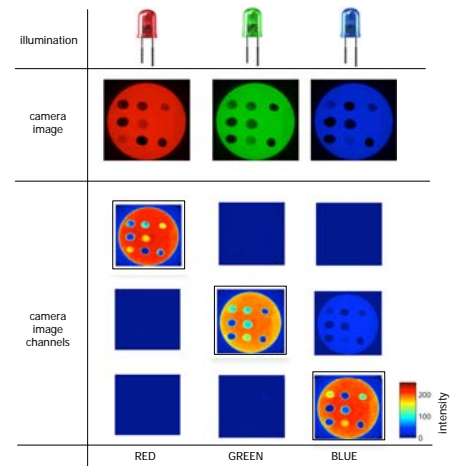 illumination
camera
image
camera
image
channels
200
100
0
intensity
RED GREEN BLUE